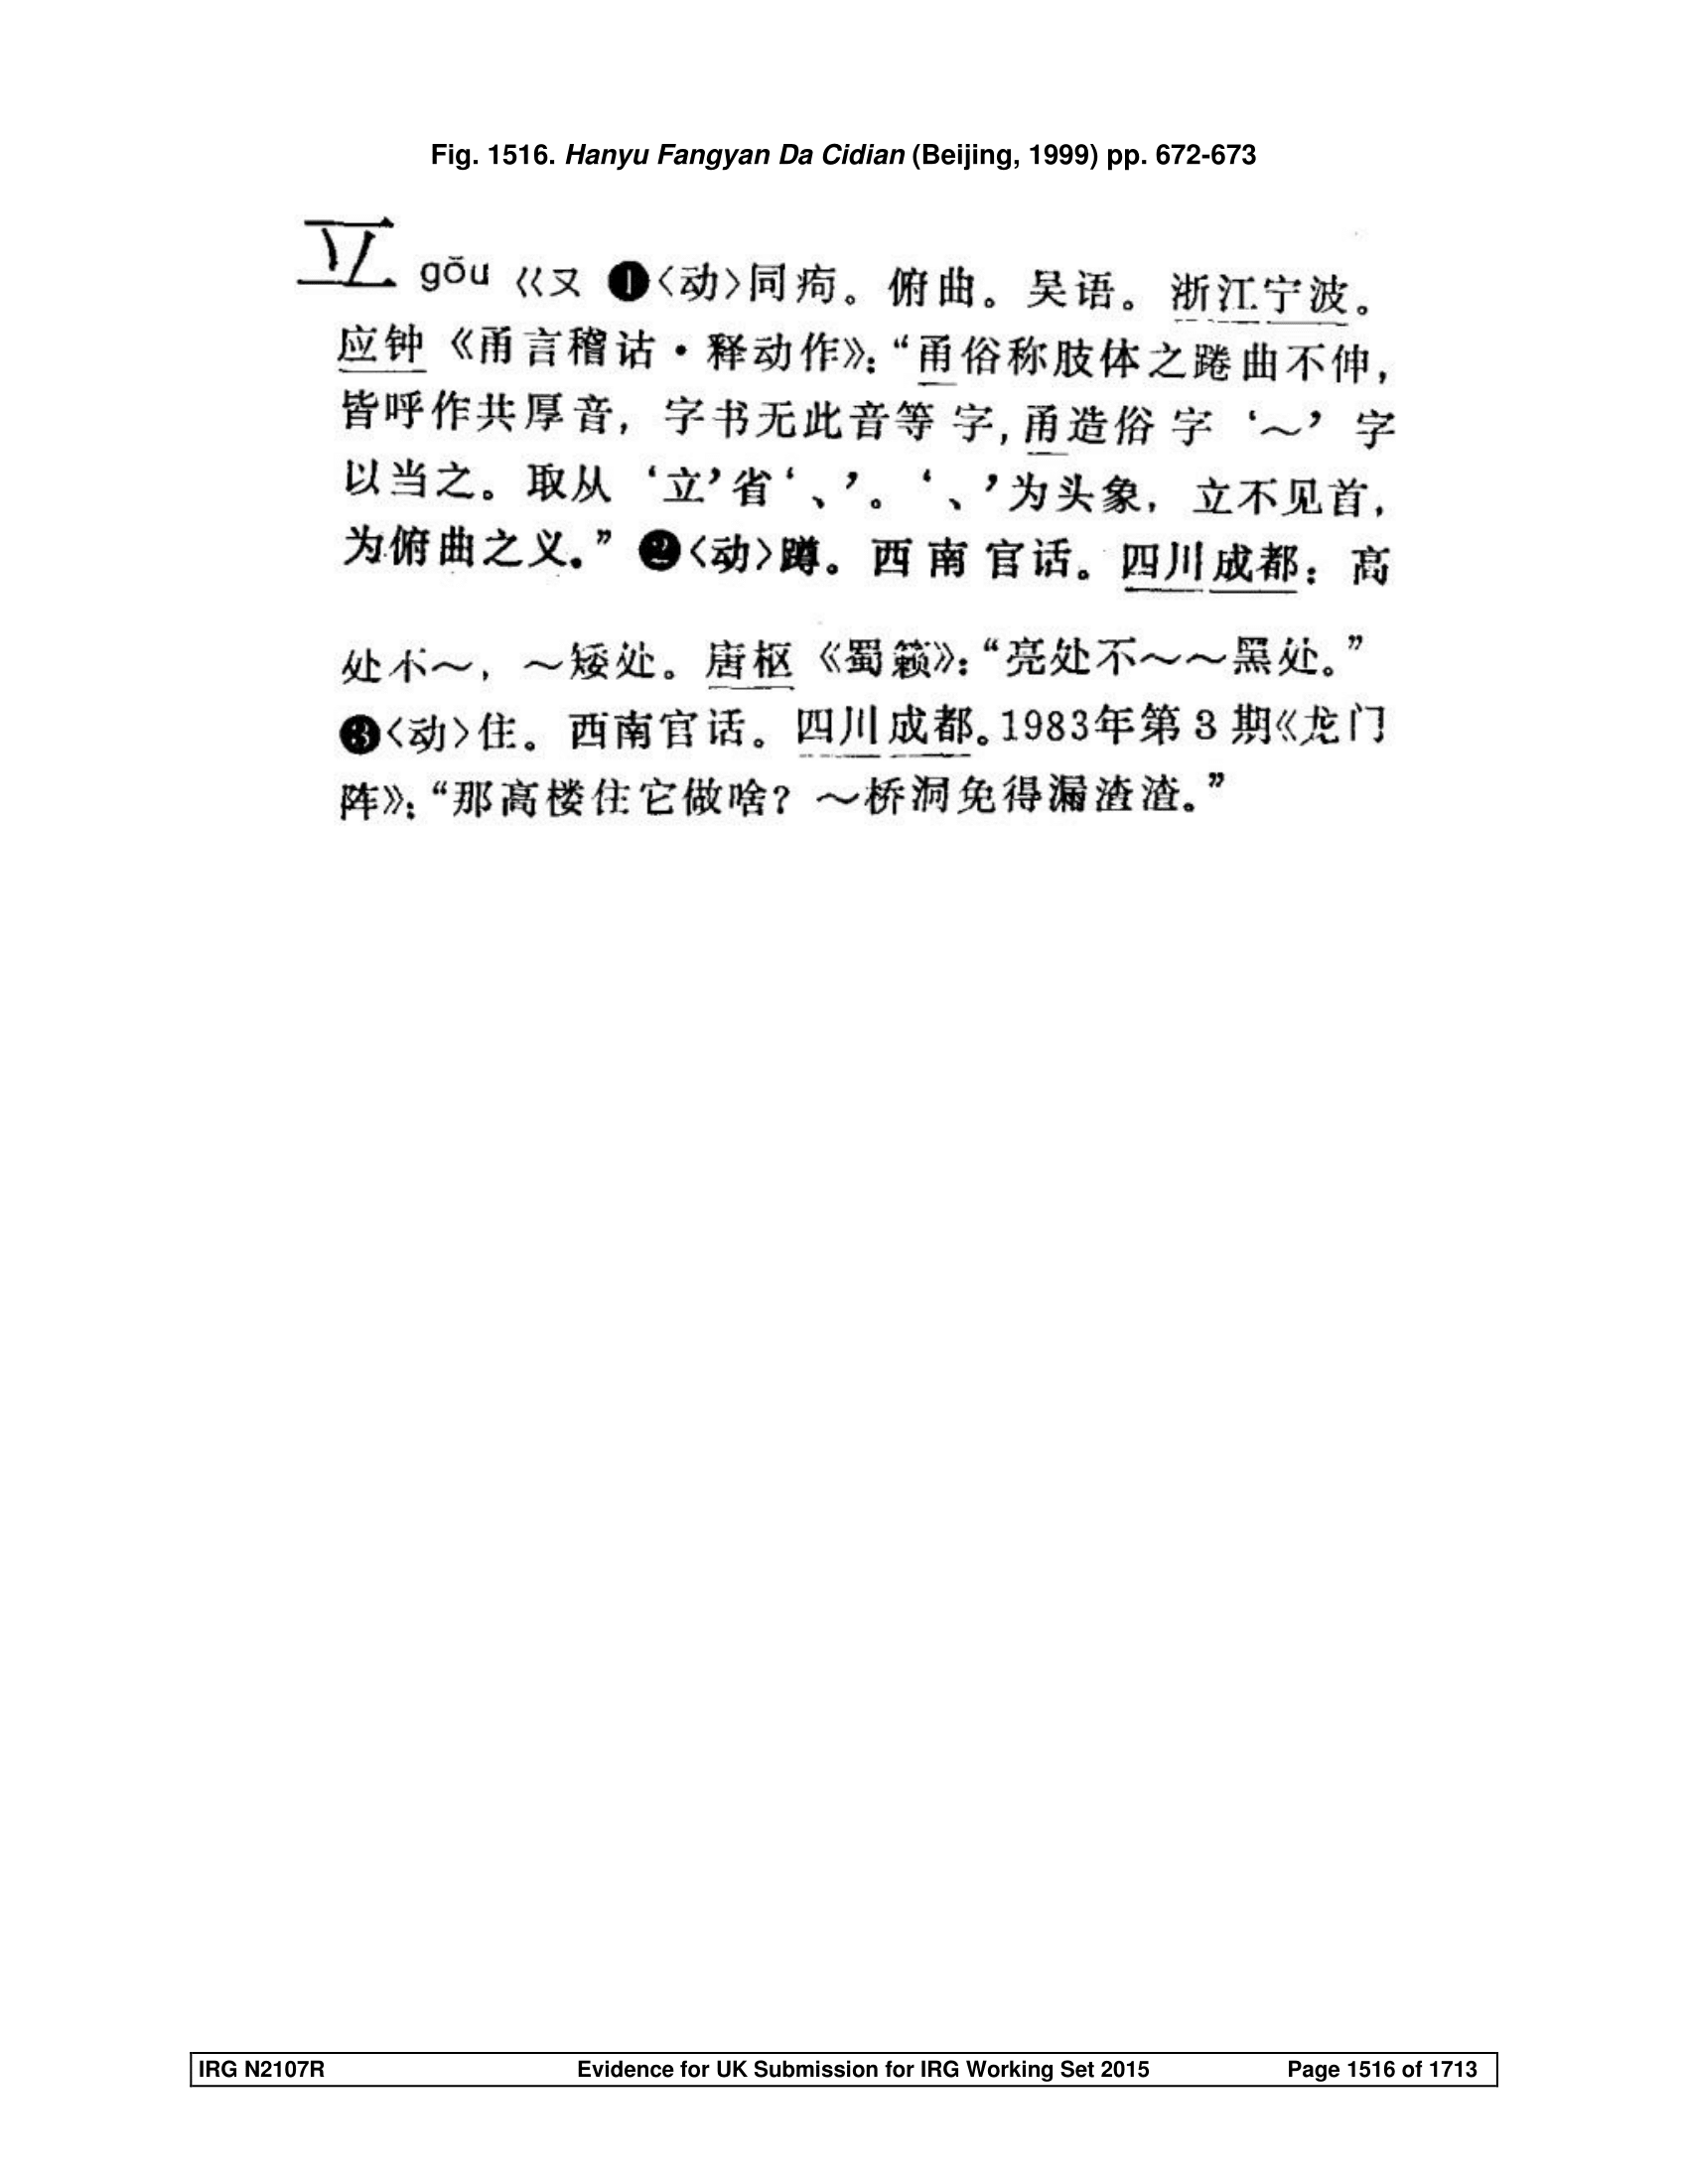 Fig. 1516. Hanyu Fangyan Da Cidian (Beijing, 1999) pp. 672-673
gǒu ㄍㄡ ❶〈动〉同痀。俯曲。吴语。浙江宁波。
应钟《甬言稽诂·释动作》:“甬俗称肢体之踡曲不伸,
皆呼作共厚音,字书无此音等字,甬造俗字‘～’字
以当之。取从‘立’省‘、’。‘、’为头象,立不见首,
为俯曲之义。”❷〈动〉蹲。西南官话。四川成都:高
处不～,～矮处。唐枢《蜀籁》:“亮处不～～黑处。”
❸〈动〉住。西南官话。四川成都。1983年第3期《龙门
阵》:“那高楼住它做啥?～桥洞免得漏渣渣。”
IRG N2107R Evidence for UK Submission for IRG Working Set 2015 Page 1516 of 1713